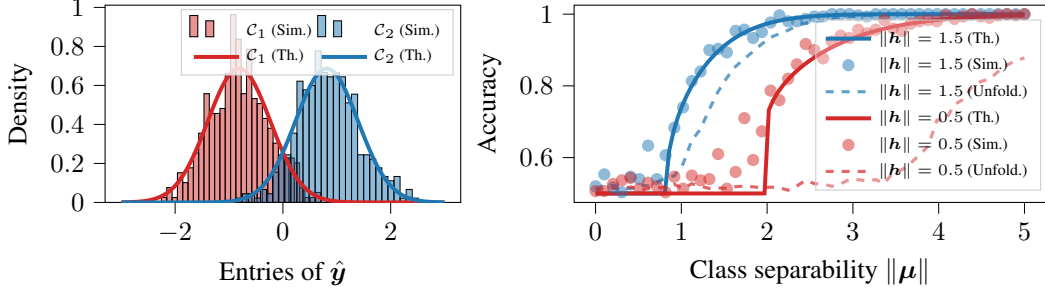 1
0.8
0.6
0.4
0.2
0
−2
0
2
Density
Entries of ŷ
𝒞₁ (Sim.) 𝒞₂ (Sim.)
𝒞₁ (Th.) 𝒞₂ (Th.)
1
0.8
0.6
0
1
2
3
4
5
Accuracy
Class separability ‖μ‖
‖h‖ = 1.5 (Th.)
‖h‖ = 1.5 (Sim.)
‖h‖ = 1.5 (Unfold.)
‖h‖ = 0.5 (Th.)
‖h‖ = 0.5 (Sim.)
‖h‖ = 0.5 (Unfold.)